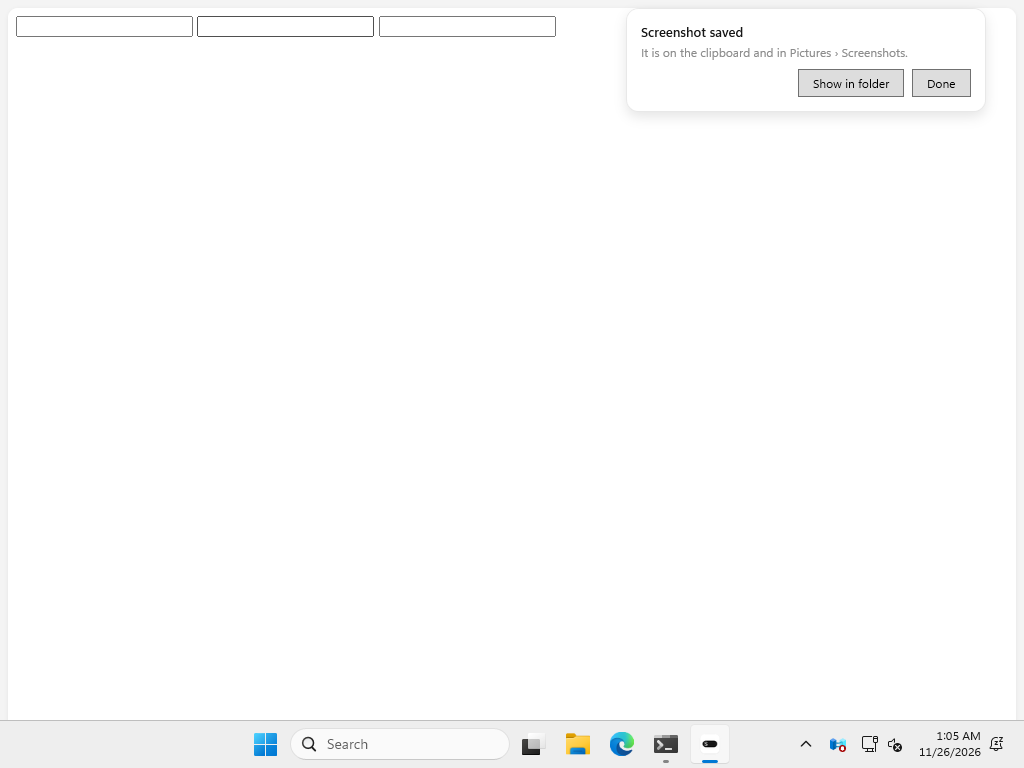 Screenshot saved
It is on the clipboard and in Pictures › Screenshots.
Show in folder
Done
Search
1:05 AM
11/26/2026